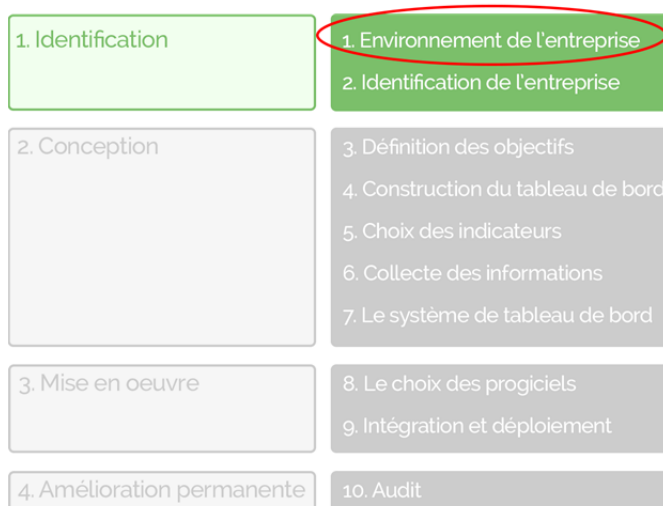 1. Identification
1. Environnement de l'entreprise
2. Identification de l'entreprise
2. Conception
3. Définition des objectifs
4. Construction du tableau de bord
5. Choix des indicateurs
6. Collecte des informations
7. Le système de tableau de bord
3. Mise en oeuvre
8. Le choix des progiciels
9. Intégration et déploiement
4. Amélioration permanente
10. Audit